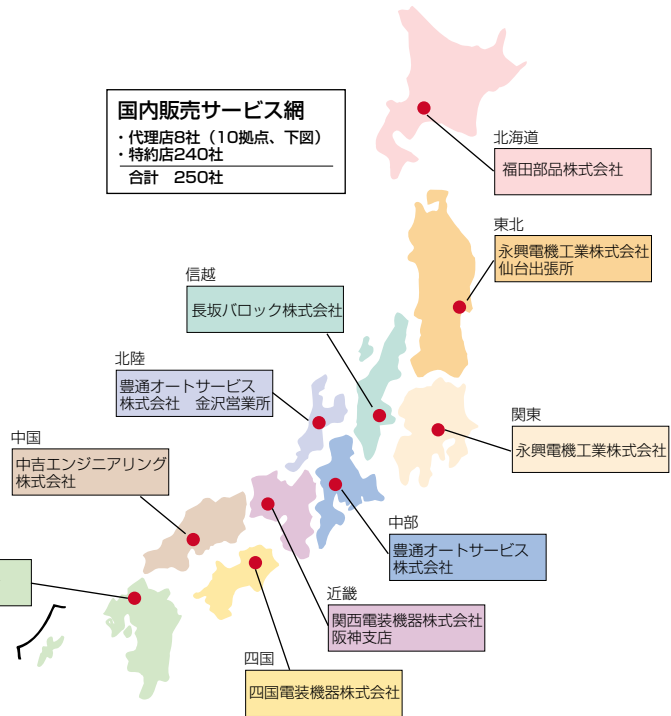 国内販売サービス網
・代理店8社（10拠点、下図）
・特約店240社
合計　250社
北海道
福田部品株式会社
東北
永興電機工業株式会社
仙台出張所
信越
長坂バロック株式会社
北陸
豊通オートサービス
株式会社　金沢営業所
関東
永興電機工業株式会社
中国
中吉エンジニアリング
株式会社
中部
豊通オートサービス
株式会社
近畿
関西電装機器株式会社
阪神支店
四国
四国電装機器株式会社